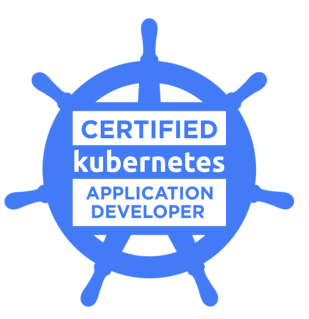 CERTIFIED
kubernetes
APPLICATION
DEVELOPER